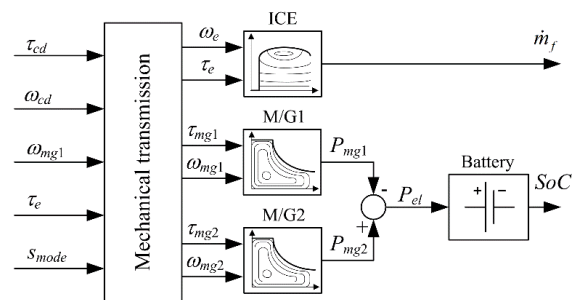 τcd
ωcd
ωmg1
τe
smode
Mechanical transmission
ωe
τe
ICE
ṁf
τmg1
ωmg1
M/G1
Pmg1
τmg2
ωmg2
M/G2
Pmg2
-
+
Pel
Battery
+ −
SoC